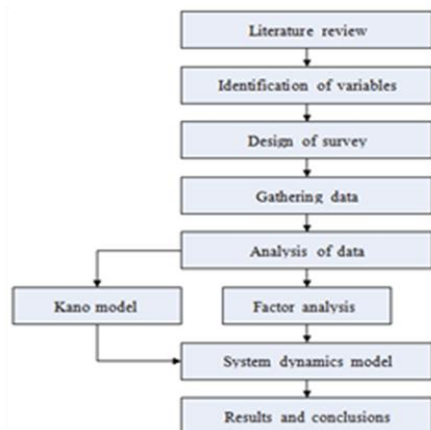 Literature review
Identification of variables
Design of survey
Gathering data
Analysis of data
Kano model
Factor analysis
System dynamics model
Results and conclusions